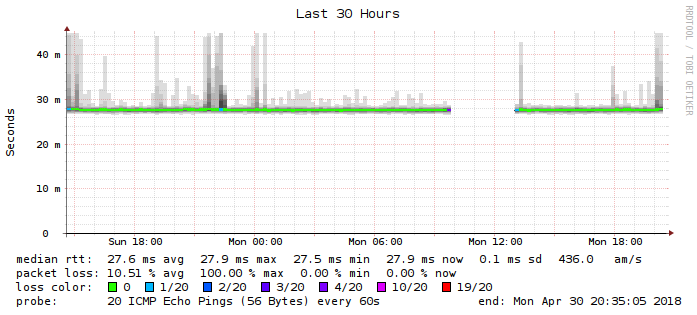 Last 30 Hours
RRDTOOL / TOBI OETIKER
Seconds
40 m
30 m
20 m
10 m
0
Sun 18:00 Mon 00:00 Mon 06:00 Mon 12:00 Mon 18:00
median rtt: 27.6 ms avg 27.9 ms max 27.5 ms min 27.9 ms now 0.1 ms sd 436.0 am/s
packet loss: 10.51 % avg 100.00 % max 0.00 % min 0.00 % now
loss color: 0 1/20 2/20 3/20 4/20 10/20 19/20
probe: 20 ICMP Echo Pings (56 Bytes) every 60s end: Mon Apr 30 20:35:05 2018